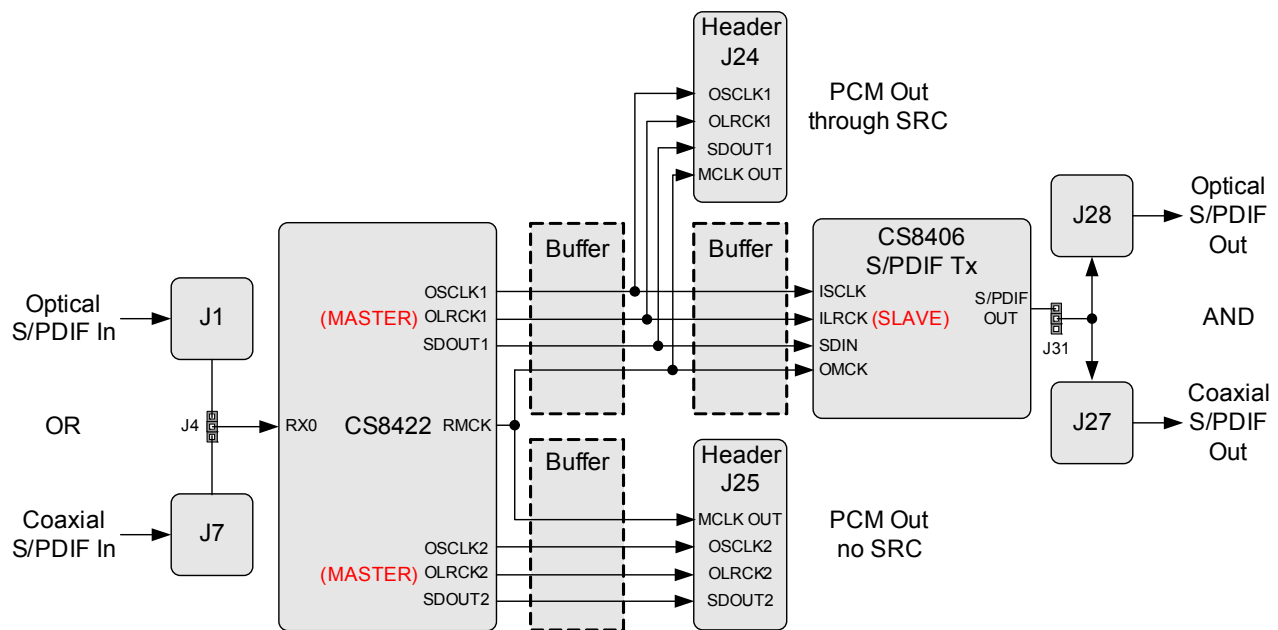 Header
J24
OSCLK1
OLRCK1
SDOUT1
MCLK OUT
PCM Out
through SRC
Optical
S/PDIF In
J1
OR
J4
Coaxial
S/PDIF In
J7
RX0
CS8422
(MASTER)
OSCLK1
OLRCK1
SDOUT1
RMCK
(MASTER)
OSCLK2
OLRCK2
SDOUT2
Buffer
Buffer
Buffer
CS8406
S/PDIF Tx
ISCLK
ILRCK
(SLAVE)
SDIN
OMCK
S/PDIF
OUT
J31
J28
Optical
S/PDIF
Out
AND
J27
Coaxial
S/PDIF
Out
Header
J25
MCLK OUT
OSCLK2
OLRCK2
SDOUT2
PCM Out
no SRC